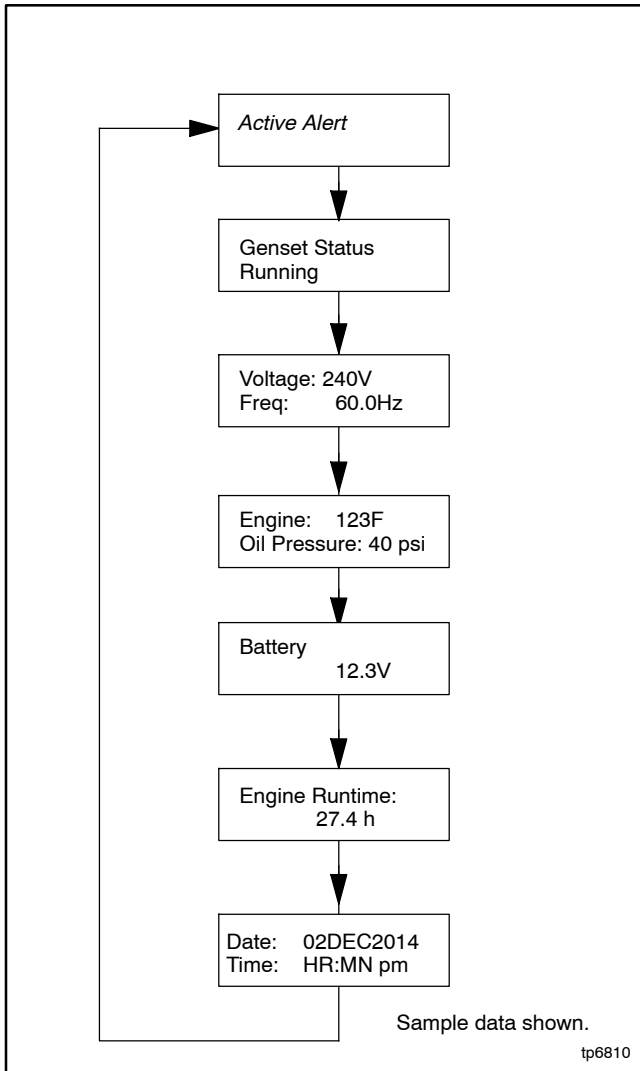 Active Alert
Genset Status
Running
Voltage: 240V
Freq: 60.0Hz
Engine: 123F
Oil Pressure: 40 psi
Battery
12.3V
Engine Runtime:
27.4 h
Date: 02DEC2014
Time: HR:MN pm
Sample data shown.
tp6810